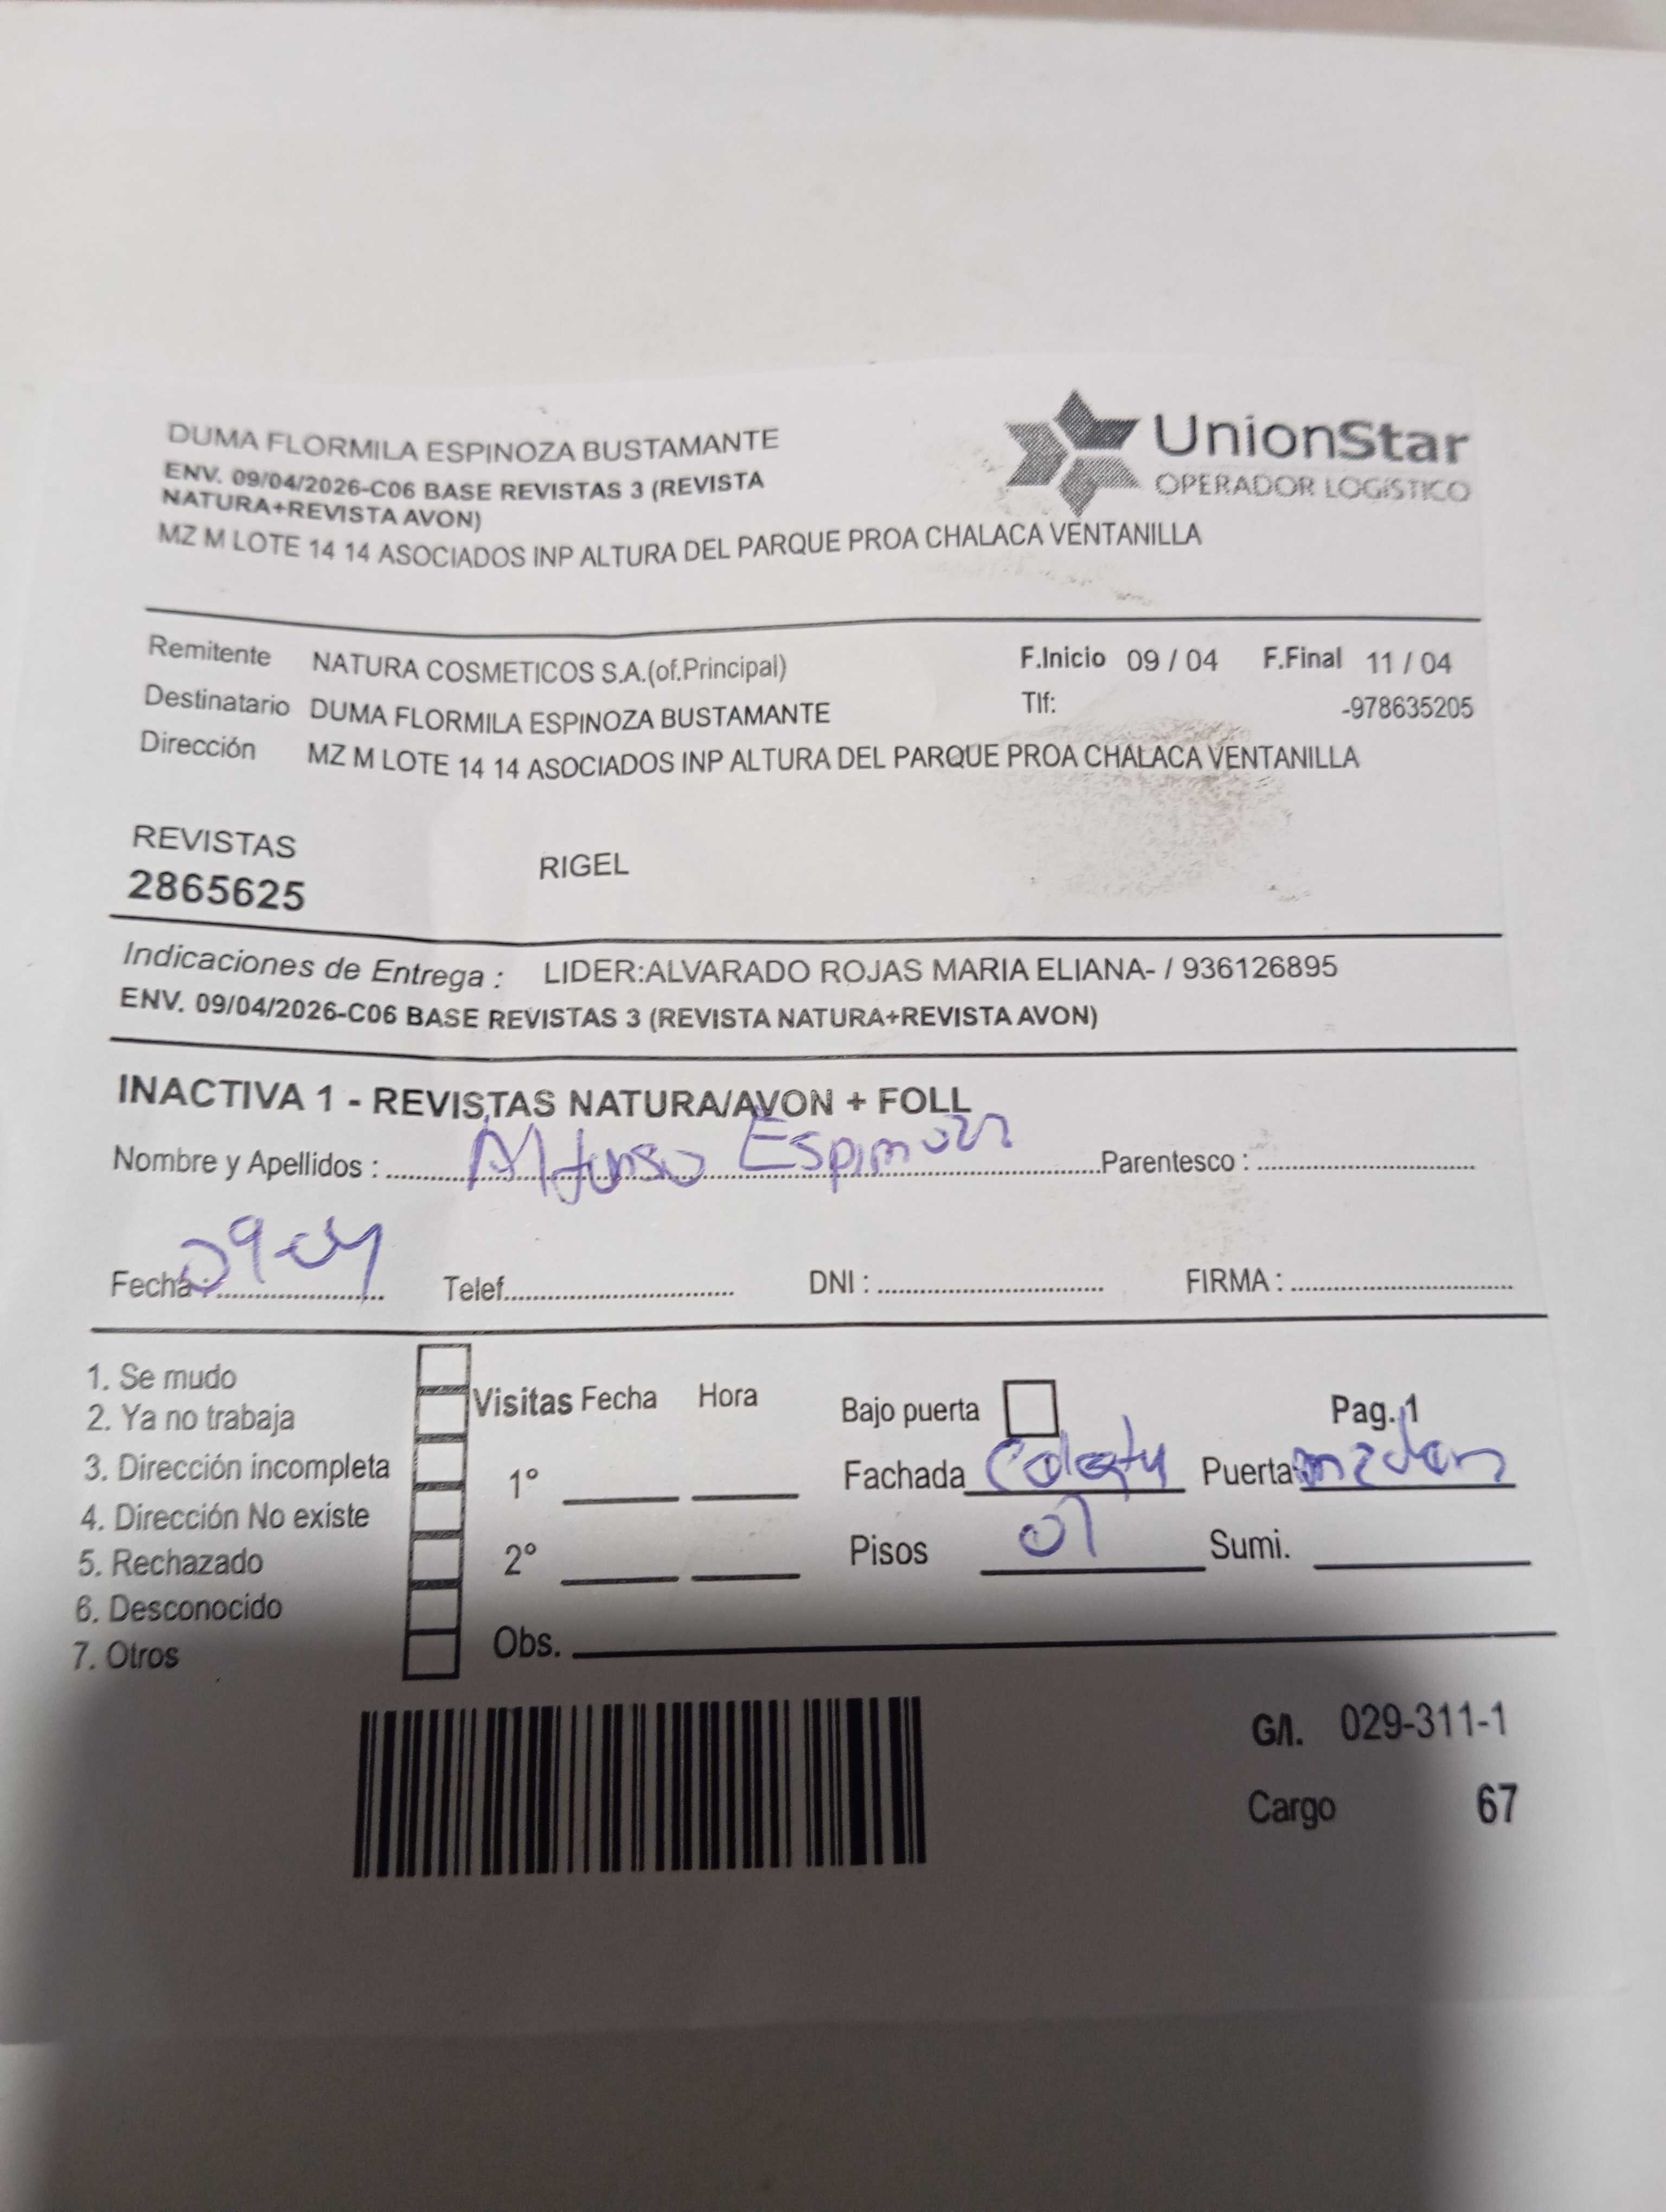 DUMA FLORMILA ESPINOZA BUSTAMANTE
ENV. 09/04/2026-C06 BASE REVISTAS 3 (REVISTA
NATURA+REVISTA AVON)
MZ M LOTE 14 14 ASOCIADOS INP ALTURA DEL PARQUE PROA CHALACA VENTANILLA
UnionStar
OPERADOR LOGÍSTICO
Remitente NATURA COSMETICOS S.A.(of.Principal) F.Inicio 09 / 04 F.Final 11 / 04
Destinatario DUMA FLORMILA ESPINOZA BUSTAMANTE Tlf: -978635205
Dirección MZ M LOTE 14 14 ASOCIADOS INP ALTURA DEL PARQUE PROA CHALACA VENTANILLA
REVISTAS
2865625 RIGEL
Indicaciones de Entrega : LIDER:ALVARADO ROJAS MARIA ELIANA- / 936126895
ENV. 09/04/2026-C06 BASE REVISTAS 3 (REVISTA NATURA+REVISTA AVON)
INACTIVA 1 - REVISTAS NATURA/AVON + FOLL
Nombre y Apellidos : Alfonso Espinoza Parentesco :
Fecha : 09-04 Telef. DNI : FIRMA :
1. Se mudo
2. Ya no trabaja
3. Dirección incompleta
4. Dirección No existe
5. Rechazado
6. Desconocido
7. Otros
Visitas Fecha Hora
1°
2°
Obs.
Bajo puerta Pag. 1
Fachada Puerta
Pisos 01 Sumi.
G/I. 029-311-1
Cargo 67